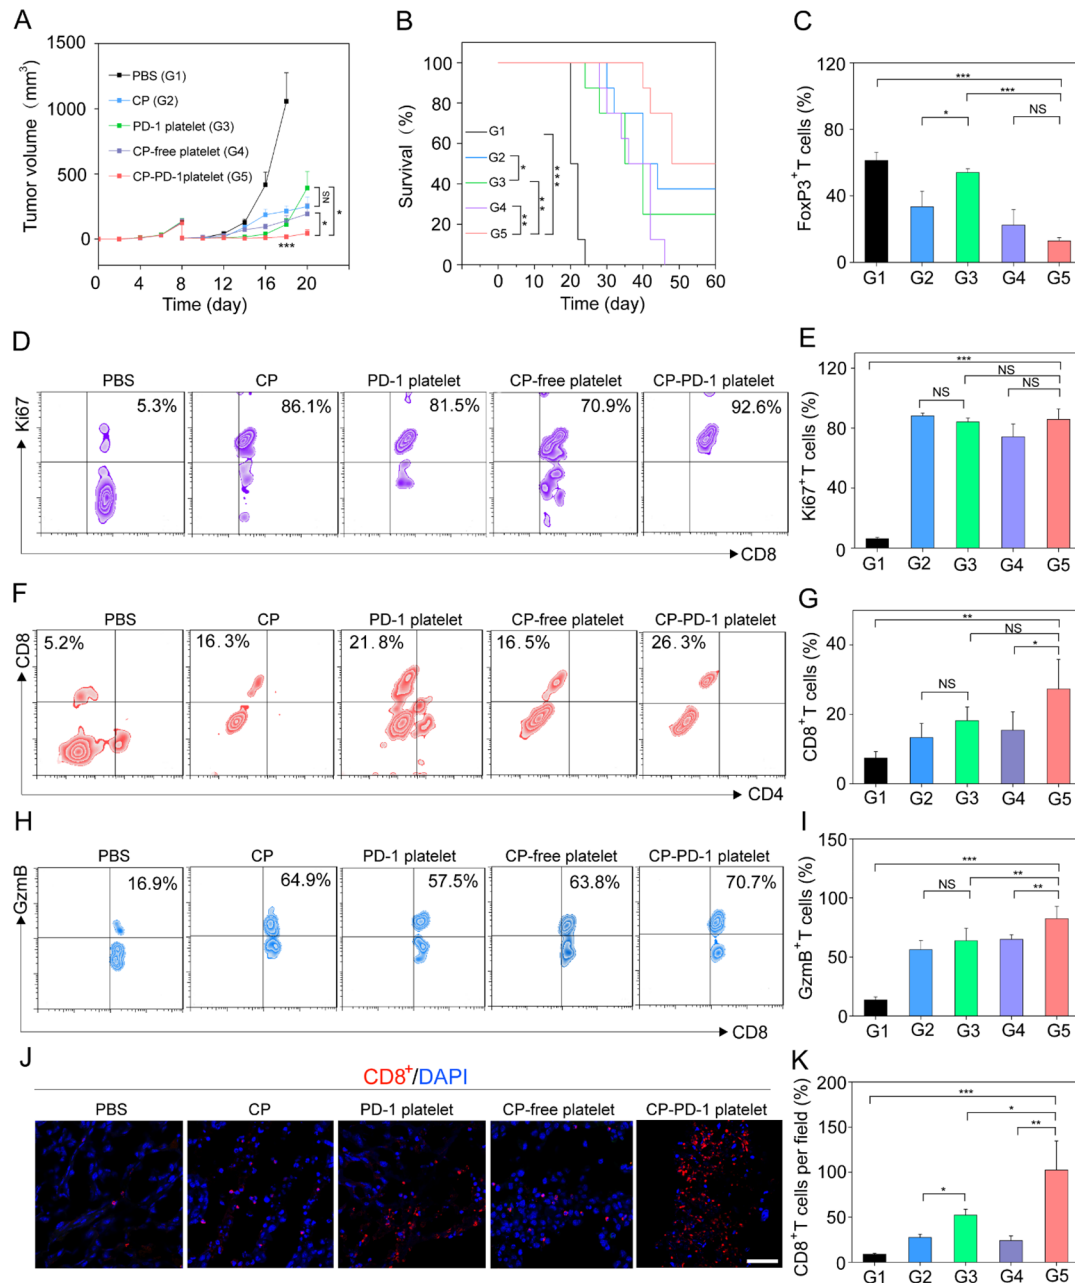 A
Tumor volume (mm³)
1500
1000
500
0
PBS (G1)
CP (G2)
PD-1 platelet (G3)
CP-free platelet (G4)
CP-PD-1platelet (G5)
NS
*
*
***
0 4 8 12 16 20
Time (day)
B
Survival (%)
100
80
60
40
20
0
G1
G2
G3
G4
G5
*
**
**
***
0 10 20 30 40 50 60
Time (day)
C
FoxP3⁺T cells (%)
120
80
40
0
***
***
*
NS
G1 G2 G3 G4 G5
D
PBS CP PD-1 platelet CP-free platelet CP-PD-1 platelet
Ki67
5.3% 86.1% 81.5% 70.9% 92.6%
CD8
E
Ki67⁺T cells (%)
120
80
40
0
***
NS
NS
NS
G1 G2 G3 G4 G5
F
PBS CP PD-1 platelet CP-free platelet CP-PD-1 platelet
CD8
5.2% 16.3% 21.8% 16.5% 26.3%
CD4
G
CD8⁺T cells (%)
40
20
0
**
NS
*
NS
G1 G2 G3 G4 G5
H
PBS CP PD-1 platelet CP-free platelet CP-PD-1 platelet
GzmB
16.9% 64.9% 57.5% 63.8% 70.7%
CD8
I
GzmB⁺T cells (%)
150
100
50
0
***
NS
**
**
G1 G2 G3 G4 G5
J
CD8⁺/DAPI
PBS CP PD-1 platelet CP-free platelet CP-PD-1 platelet
K
CD8⁺T cells per field (%)
200
150
100
50
0
***
*
**
*
G1 G2 G3 G4 G5